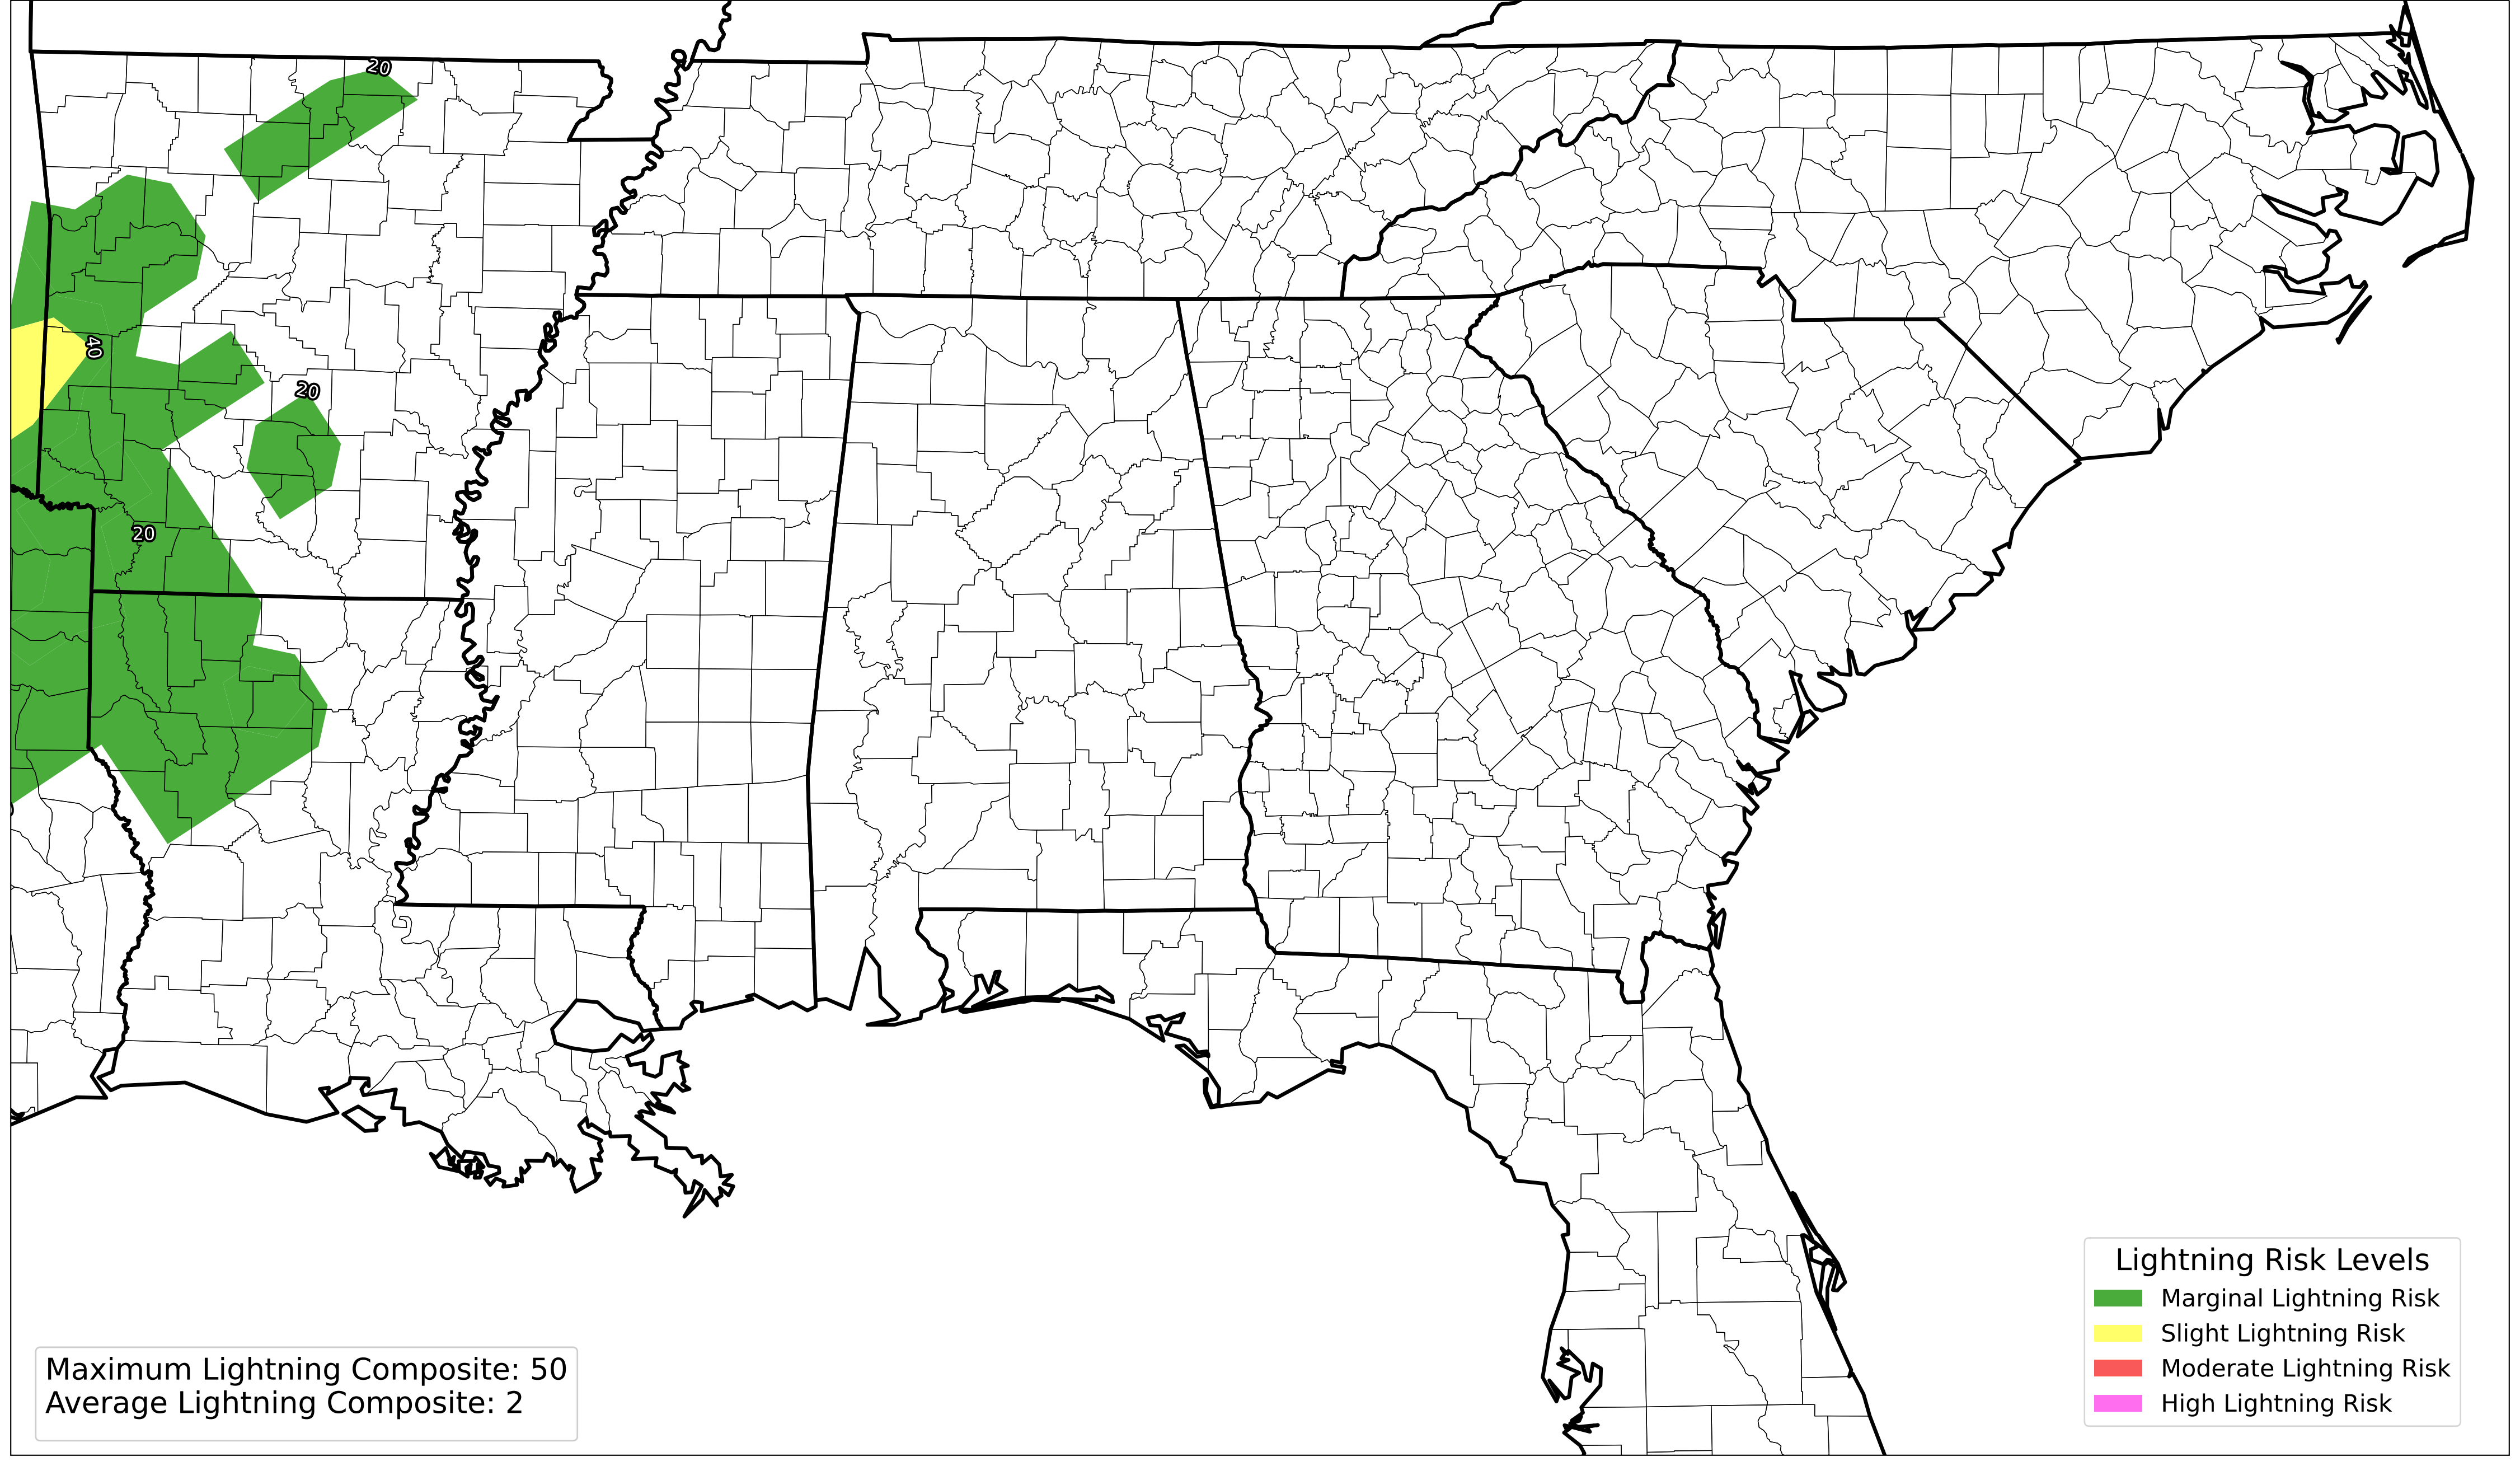 20
40
20
20
Lightning Risk Levels
Marginal Lightning Risk
Slight Lightning Risk
Moderate Lightning Risk
High Lightning Risk
Maximum Lightning Composite: 50
Average Lightning Composite: 2